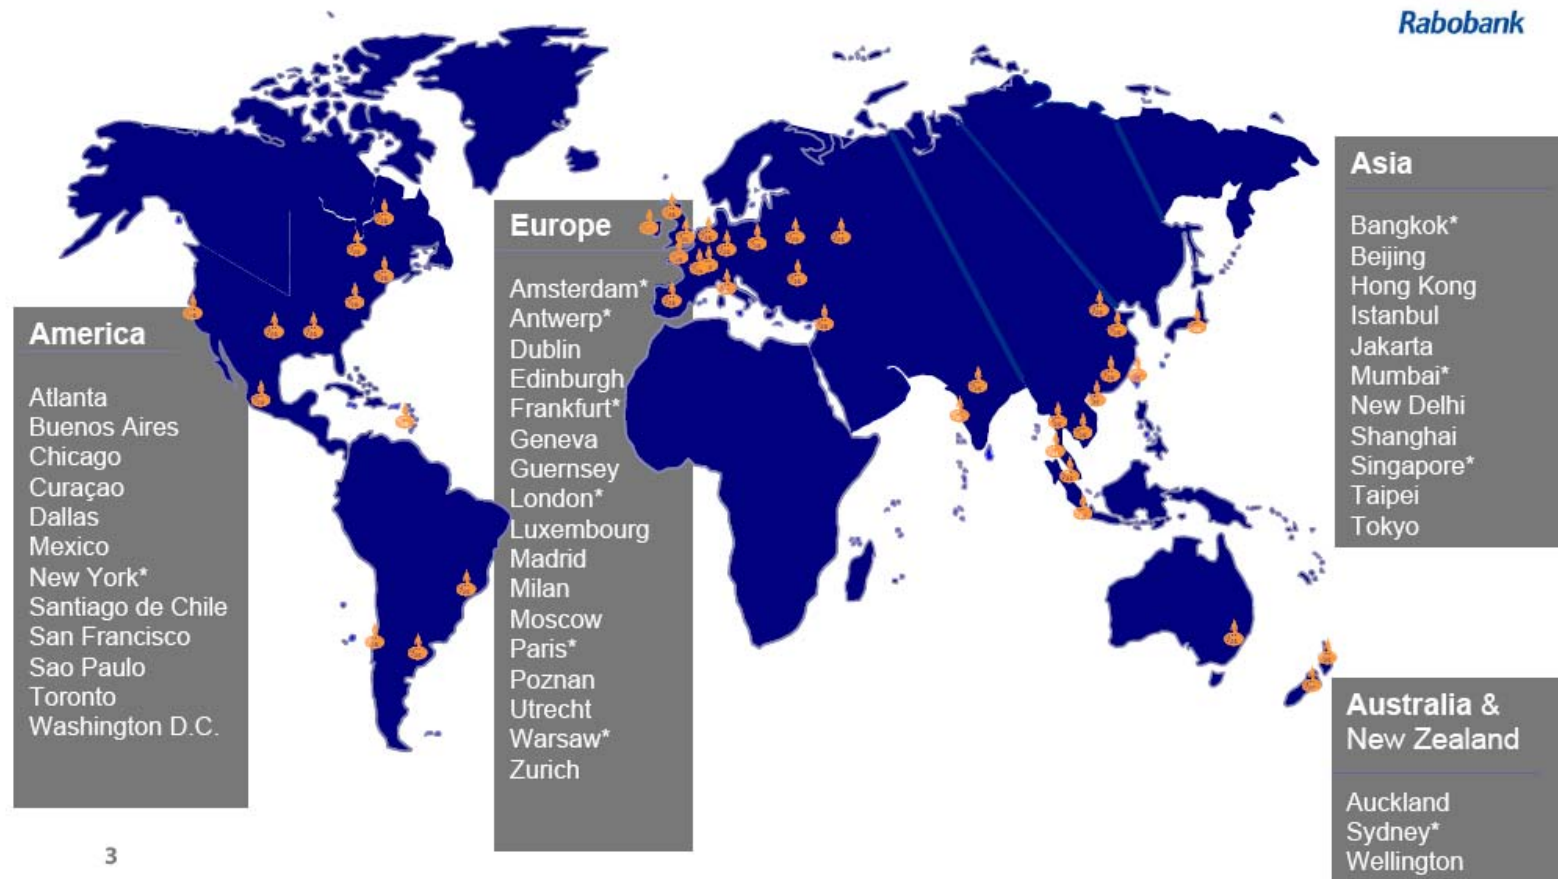 Rabobank
America
Atlanta
Buenos Aires
Chicago
Curaçao
Dallas
Mexico
New York*
Santiago de Chile
San Francisco
Sao Paulo
Toronto
Washington D.C.
Europe
Amsterdam*
Antwerp*
Dublin
Edinburgh
Frankfurt*
Geneva
Guernsey
London*
Luxembourg
Madrid
Milan
Moscow
Paris*
Poznan
Utrecht
Warsaw*
Zurich
Asia
Bangkok*
Beijing
Hong Kong
Istanbul
Jakarta
Mumbai*
New Delhi
Shanghai
Singapore*
Taipei
Tokyo
Australia &
New Zealand
Auckland
Sydney*
Wellington
3